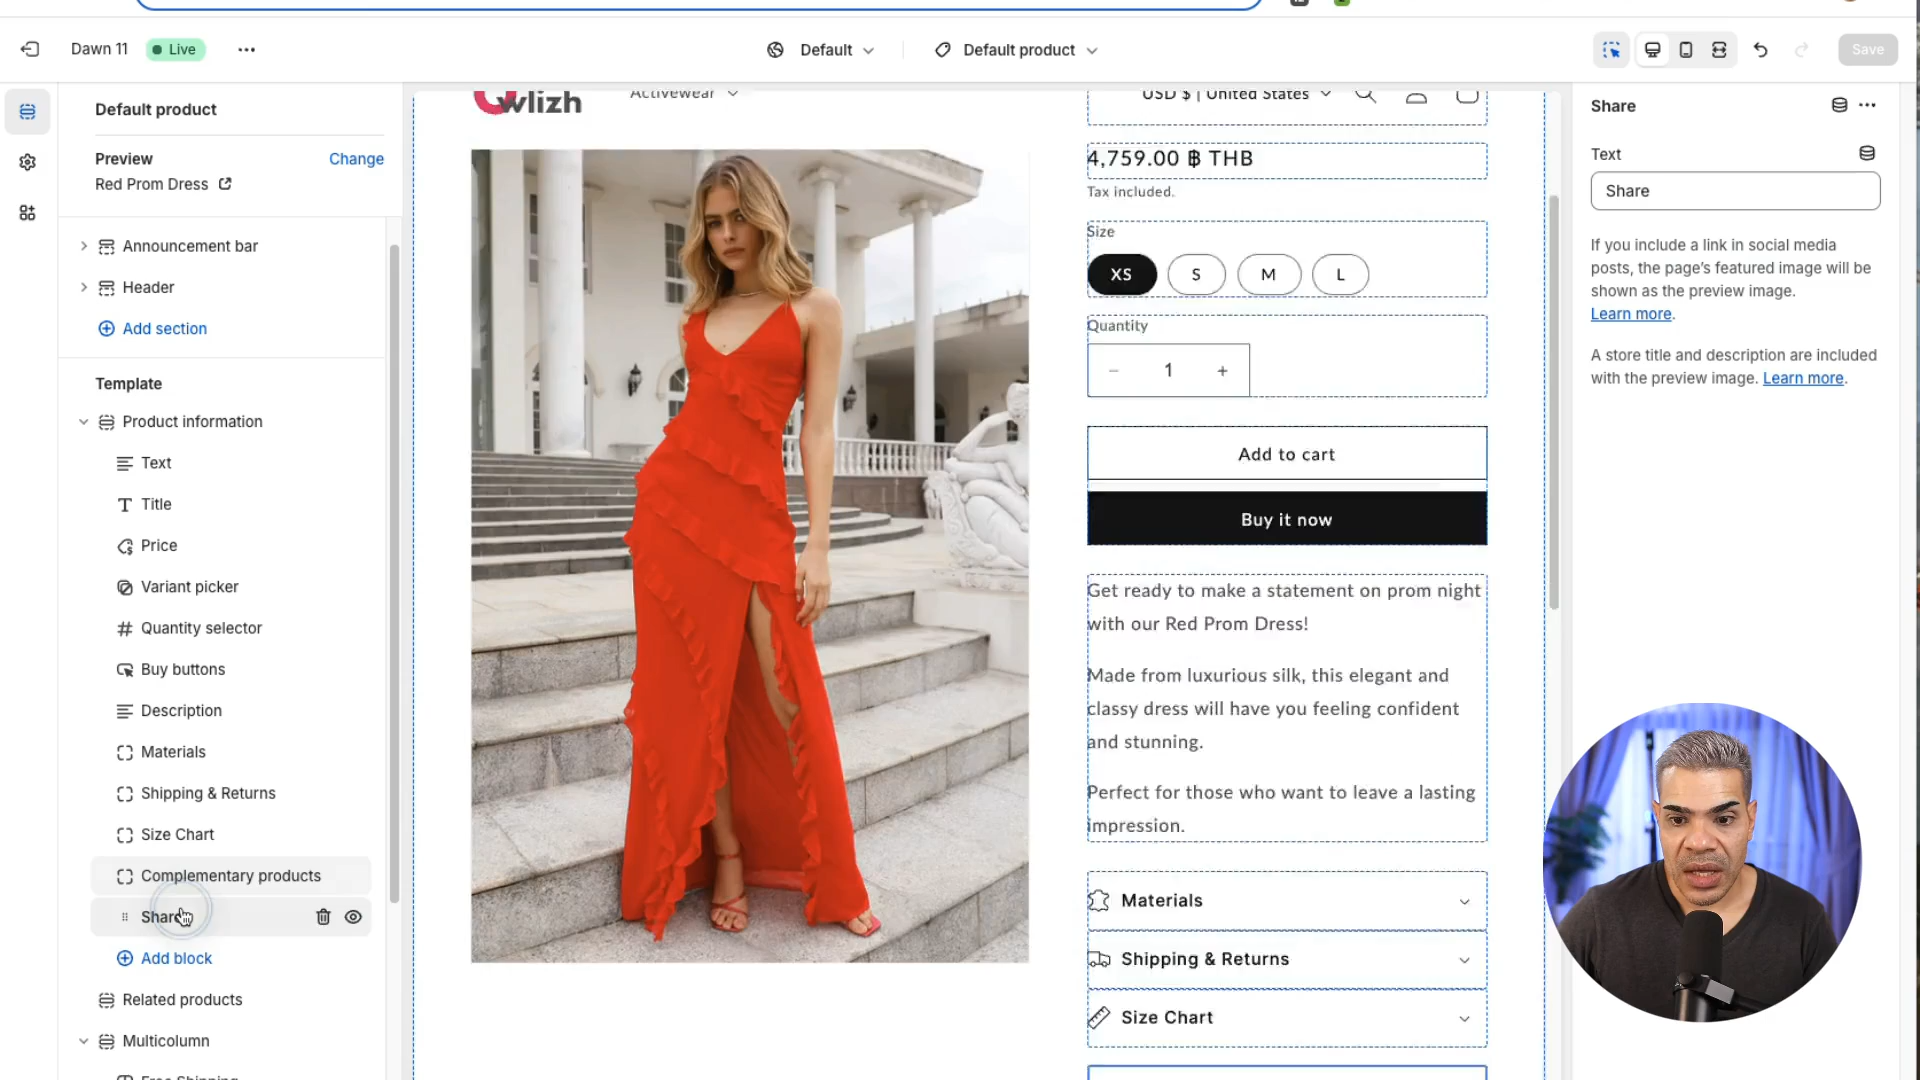 Dawn 11
Live
Default
Default product
Save
Default product
Preview
Change
Red Prom Dress
Announcement bar
Header
Add section
Template
Product information
Text
Title
Price
Variant picker
Quantity selector
Buy buttons
Description
Materials
Shipping & Returns
Size Chart
Complementary products
Share
Add block
Related products
Multicolumn
Free Shipping
Qwlizh
Activewear
USD $ | United States
4,759.00 ฿ THB
Tax included.
Size
XS
S
M
L
Quantity
1
Add to cart
Buy it now
Get ready to make a statement on prom night
with our Red Prom Dress!
Made from luxurious silk, this elegant and
classy dress will have you feeling confident
and stunning.
Perfect for those who want to leave a lasting
impression.
Materials
Shipping & Returns
Size Chart
Share
Text
Share
If you include a link in social media
posts, the page's featured image will be
shown as the preview image.
Learn more.
A store title and description are included
with the preview image. Learn more.